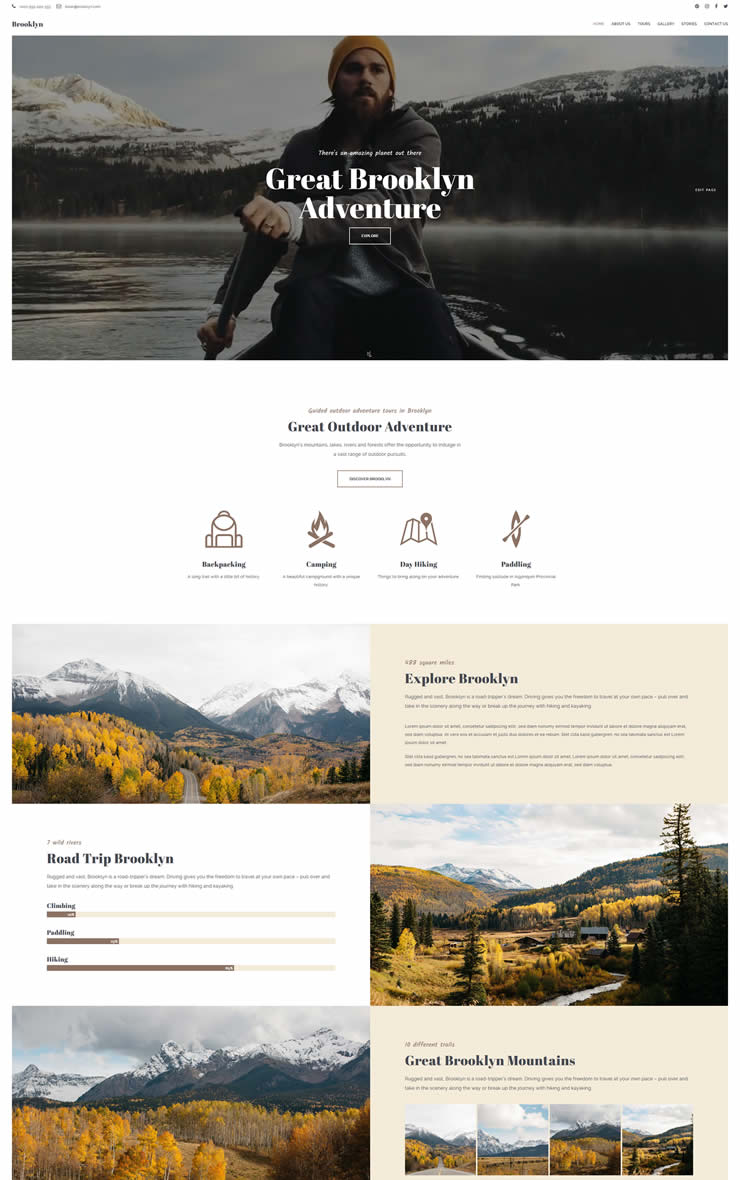 Brooklyn
HOME ABOUT US TOURS GALLERY STORIES CONTACT US
There's an amazing planet out there
Great Brooklyn
Adventure
EDIT PAGE
EXPLORE
Guided outdoor adventure tours in Brooklyn
Great Outdoor Adventure
Brooklyn's mountains, lakes, rivers and forests offer the opportunity to indulge in
a vast range of outdoor pursuits.
DISCOVER BROOKLYN
Backpacking Camping Day Hiking Paddling
A long trail with a little bit of history A beautiful campground with a unique Things to bring along on your adventure Finding solitude in Algonquin Provincial
history Park
488 square miles
Explore Brooklyn
Rugged and vast, Brooklyn is a road-tripper's dream. Driving gives you the freedom to travel at your own pace – pull over and
take in the scenery along the way or break up the journey with hiking and kayaking.
Lorem ipsum dolor sit amet, consetetur sadipscing elitr, sed diam nonumy eirmod tempor invidunt ut labore et dolore magna aliquyam erat,
sed diam voluptua. At vero eos et accusam et justo duo dolores et ea rebum. Stet clita kasd gubergren, no sea takimata sanctus est Lorem
ipsum dolor sit amet.
Stet clita kasd gubergren, no sea takimata sanctus est Lorem ipsum dolor sit amet. Lorem ipsum dolor sit amet, consetetur sadipscing elitr,
sed diam nonumy eirmod tempor invidunt ut labore et dolore magna aliquyam erat, sed diam voluptua.
7 wild rivers
Road Trip Brooklyn
Rugged and vast, Brooklyn is a road-tripper's dream. Driving gives you the freedom to travel at your own pace – pull over and
take in the scenery along the way or break up the journey with hiking and kayaking.
Climbing
Paddling
25%
Hiking
65%
10 different trails
Great Brooklyn Mountains
Rugged and vast, Brooklyn is a road-tripper's dream. Driving gives you the freedom to travel at your own pace – pull over and
take in the scenery along the way or break up the journey with hiking and kayaking.